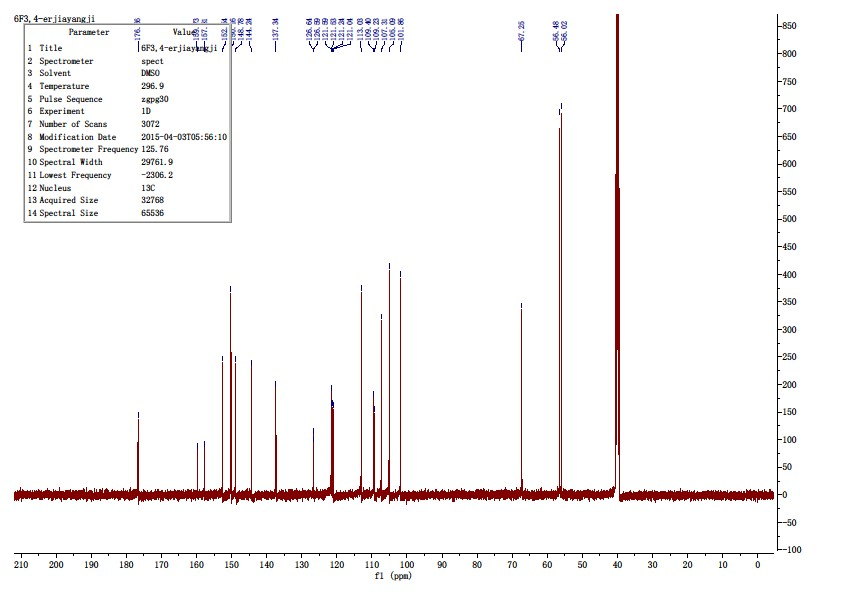 6F3,4-erjiayangji
Parameter Value
1 Title 6F3,4-erjiayangji
2 Spectrometer spect
3 Solvent DMSO
4 Temperature 296.9
5 Pulse Sequence zgpg30
6 Experiment 1D
7 Number of Scans 3072
8 Modification Date 2015-04-03T05:56:10
9 Spectrometer Frequency 125.76
10 Spectral Width 29761.9
11 Lowest Frequency -2306.2
12 Nucleus 13C
13 Acquired Size 32768
14 Spectral Size 65536
148.78
144.24
137.34
126.64
126.59
121.59
121.53
121.24
113.03
109.40
109.23
107.31
105.09
101.86
67.25
56.48
56.02
850
800
750
700
650
600
550
500
450
400
350
300
250
200
150
100
50
0
-50
-100
210 200 190 180 170 160 150 140 130 120 110 100 90 80 70 60 50 40 30 20 10 0
f1 (ppm)